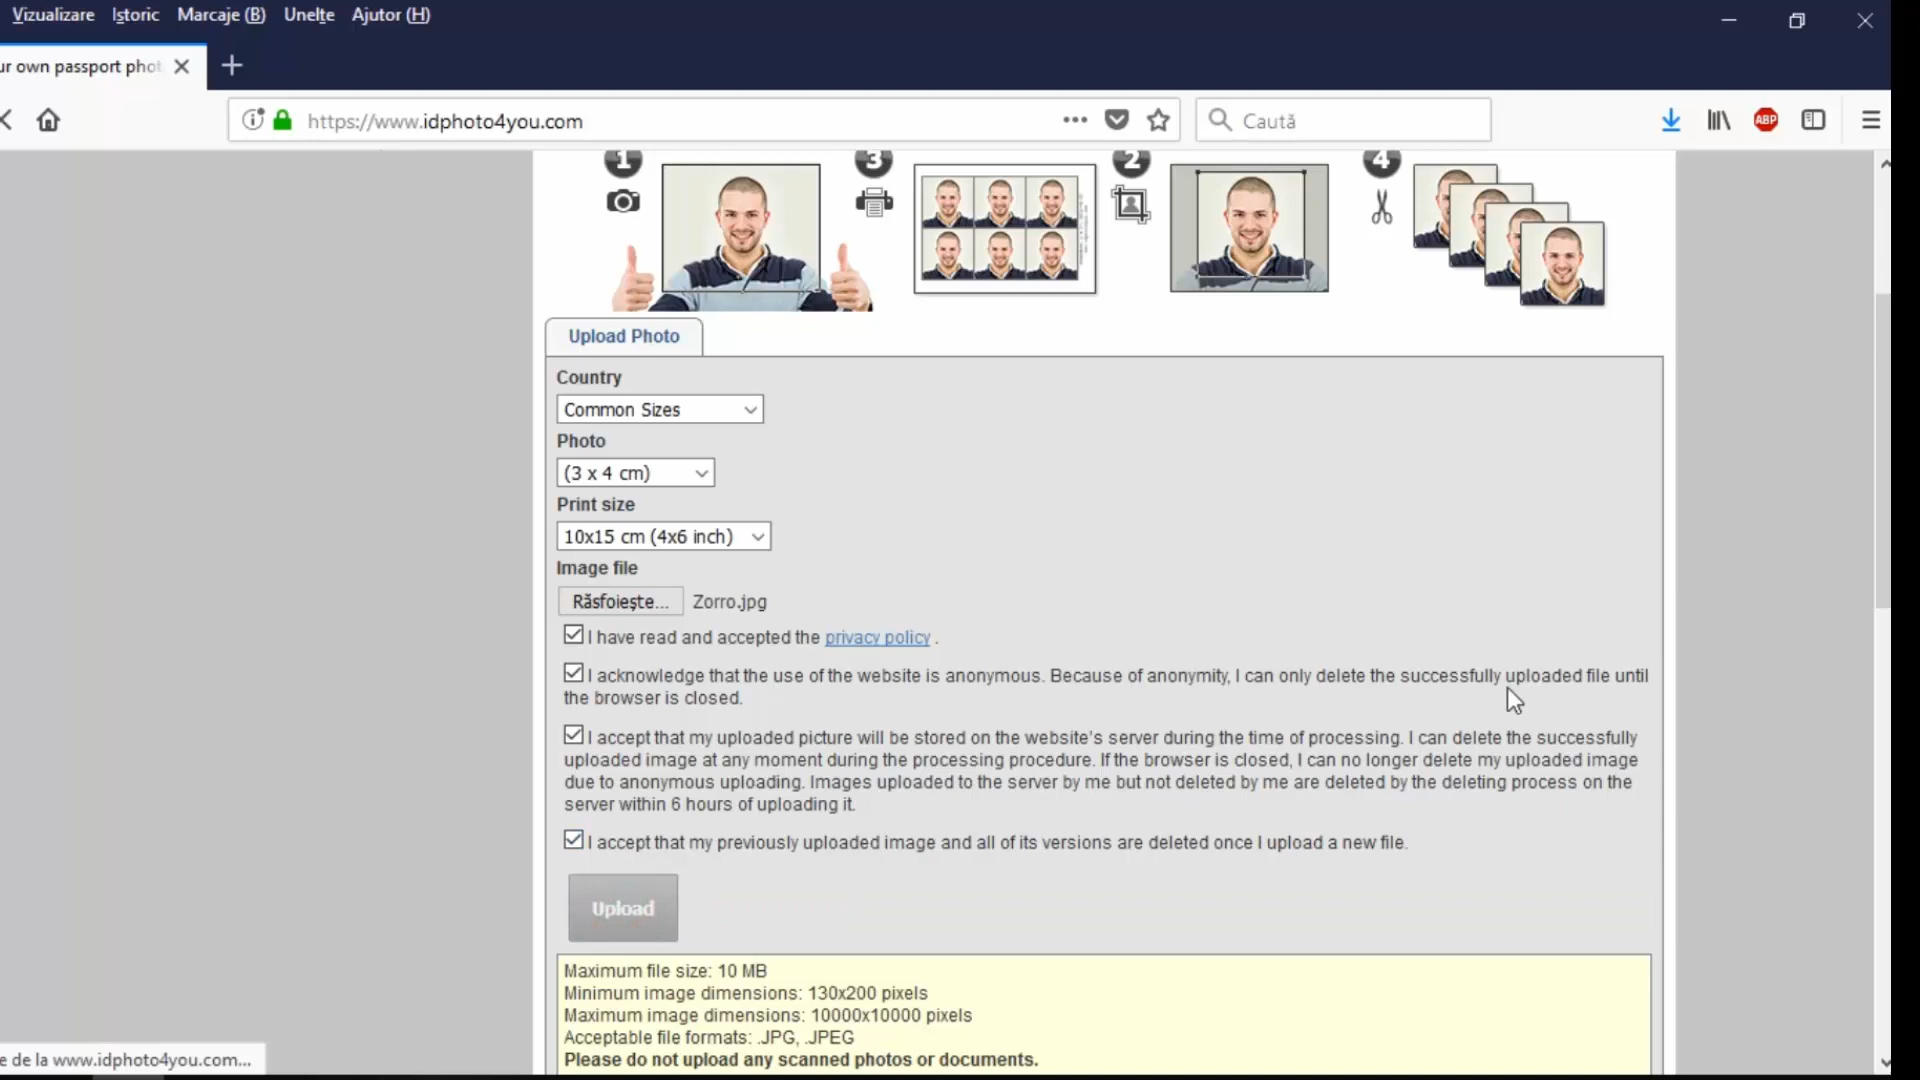 Vizualizare Istoric Marcaje (B) Unelte Ajutor (H)
ur own passport phot
https://www.idphoto4you.com
Caută
ABP
1 3 2 4
Upload Photo
Country
Common Sizes
Photo
(3 x 4 cm)
Print size
10x15 cm (4x6 inch)
Image file
Răsfoiește... Zorro.jpg
I have read and accepted the privacy policy .
I acknowledge that the use of the website is anonymous. Because of anonymity, I can only delete the successfully uploaded file until
the browser is closed.
I accept that my uploaded picture will be stored on the website's server during the time of processing. I can delete the successfully
uploaded image at any moment during the processing procedure. If the browser is closed, I can no longer delete my uploaded image
due to anonymous uploading. Images uploaded to the server by me but not deleted by me are deleted by the deleting process on the
server within 6 hours of uploading it.
I accept that my previously uploaded image and all of its versions are deleted once I upload a new file.
Upload
Maximum file size: 10 MB
Minimum image dimensions: 130x200 pixels
Maximum image dimensions: 10000x10000 pixels
Acceptable file formats: .JPG, .JPEG
Please do not upload any scanned photos or documents.
e de la www.idphoto4you.com...